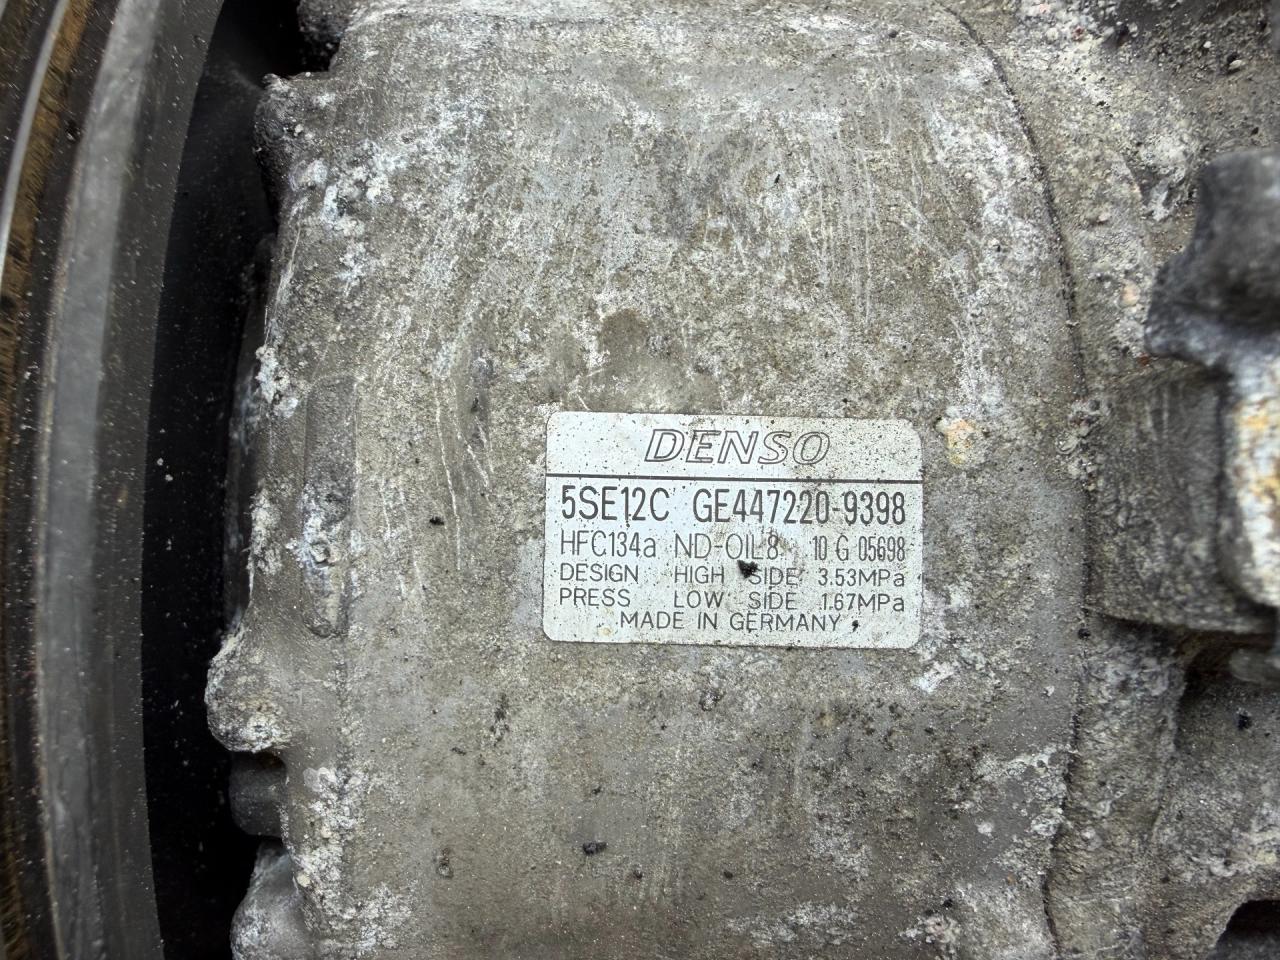 DENSO
5SE12C GE447220-9398
HFC134a ND-OIL8 10 G 05698
DESIGN HIGH SIDE 3.53MPa
PRESS LOW SIDE 1.67MPa
MADE IN GERMANY